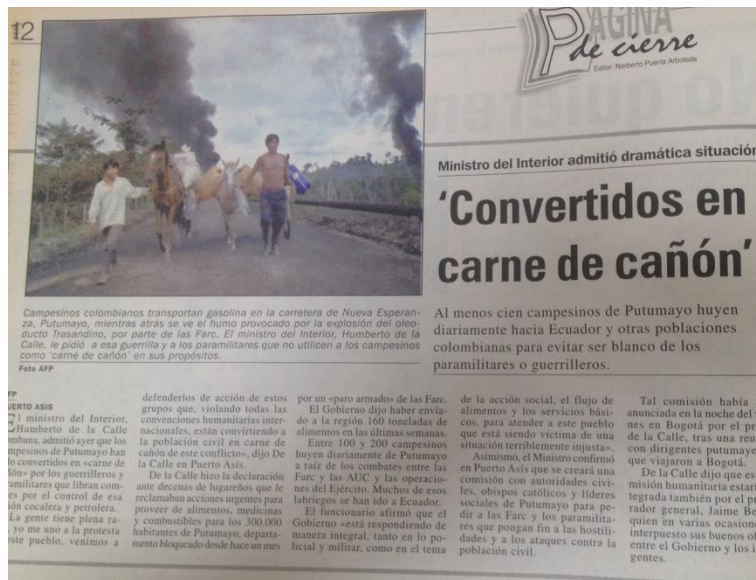 12
PAGINA
de cierre
Editor: Norberto Puerta Arboleda
Ministro del Interior admitió dramática situación
‘Convertidos en
carne de cañón’
Al menos cien campesinos de Putumayo huyen
diariamente hacia Ecuador y otras poblaciones
colombianas para evitar ser blanco de los
paramilitares o guerrilleros.
Campesinos colombianos transportan gasolina en la carretera de Nueva Esperan-
za, Putumayo, mientras atrás se ve el humo provocado por la explosión del oleo-
ducto Trasandino, por parte de las Farc. El ministro del Interior, Humberto de la
Calle, le pidió a esa guerrilla y a los paramilitares que no utilicen a los campesinos
como 'carne de cañón' en sus propósitos.
Foto AFP
FP
UERTO ASIS
El ministro del Interior,
Humberto de la Calle
mbana, admitió ayer que los
mpesinos de Putumayo han
do convertidos en «carne de
ñón» por los guerrilleros y
ramilitares que libran com-
es por el control de esa
ón cocalera y petrolera.
«La gente tiene plena ra-
, yo me uno a la protesta
este pueblo, venimos a
defenderlos de acción de estos
grupos que, violando todas las
convenciones humanitarias inter-
nacionales, están convirtiendo a
la población civil en carne de
cañón de este conflicto», dijo De
la Calle en Puerto Asís.
De la Calle hizo la declaración
ante decenas de lugareños que le
reclamaban acciones urgentes para
proveer de alimentos, medicinas
y combustibles para los 300.000
habitantes de Putumayo, departa-
mento bloqueado desde hace un mes
por un «paro armado» de las Farc.
El Gobierno dijo haber envia-
do a la región 160 toneladas de
alimentos en las últimas semanas.
Entre 100 y 200 campesinos
huyen diariamente de Putumayo
a raíz de los combates entre las
Farc y las AUC y las operacio-
nes del Ejército. Muchos de esos
labriegos se han ido a Ecuador.
El funcionario afirmó que el
Gobierno «está respondiendo de
manera integral, tanto en lo po-
licial y militar, como en el tema
de la acción social, el flujo de
alimentos y los servicios bási-
cos, para atender a este pueblo
que está siendo víctima de una
situación terriblemente injusta».
Asimismo, el Ministro confirmó
en Puerto Asís que se creará una
comisión con autoridades civi-
les, obispos católicos y líderes
sociales de Putumayo para pe-
dir a las Farc y los paramilita-
res que pongan fin a las hostili-
dades y a los ataques contra la
población civil.
Tal comisión había s
anunciada en la noche del
nes en Bogotá por el pr
de la Calle, tras una re
con dirigentes putumaye
que viajaron a Bogotá.
De la Calle dijo que es
misión humanitaria estar
tegrada también por el pr
rador general, Jaime Be
quien en varias ocasion
interpuesto sus buenos of
entre el Gobierno y los i
gentes.